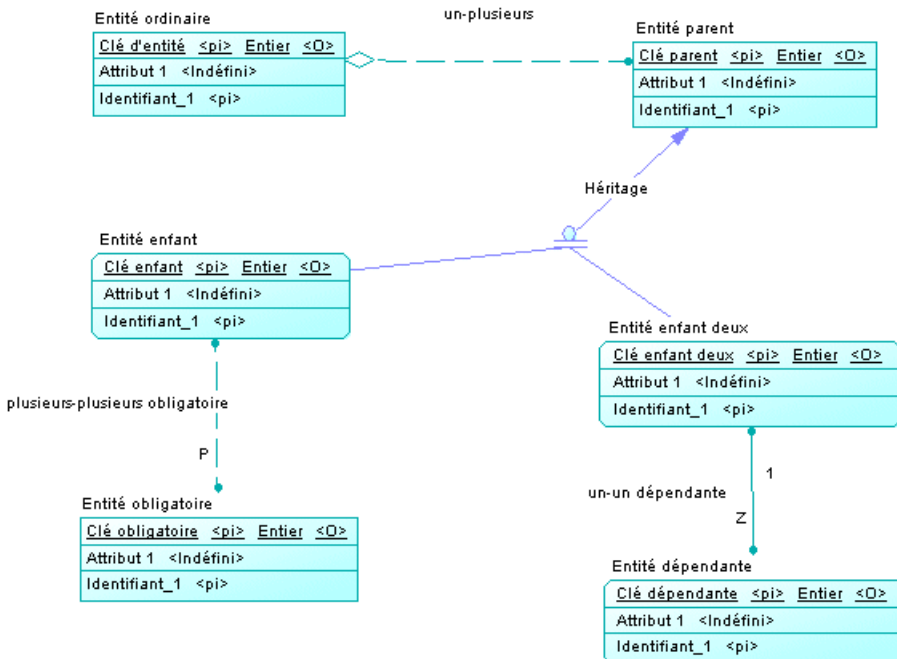 un-plusieurs
Entité ordinaire
Clé d'entité <pi> Entier <O>
Attribut 1 <Indéfini>
Identifiant_1 <pi>
Entité parent
Clé parent <pi> Entier <O>
Attribut 1 <Indéfini>
Identifiant_1 <pi>
Héritage
Entité enfant
Clé enfant <pi> Entier <O>
Attribut 1 <Indéfini>
Identifiant_1 <pi>
Entité enfant deux
Clé enfant deux <pi> Entier <O>
Attribut 1 <Indéfini>
Identifiant_1 <pi>
plusieurs-plusieurs obligatoire
P
1
un-un dépendante
Z
Entité obligatoire
Clé obligatoire <pi> Entier <O>
Attribut 1 <Indéfini>
Identifiant_1 <pi>
Entité dépendante
Clé dépendante <pi> Entier <O>
Attribut 1 <Indéfini>
Identifiant_1 <pi>